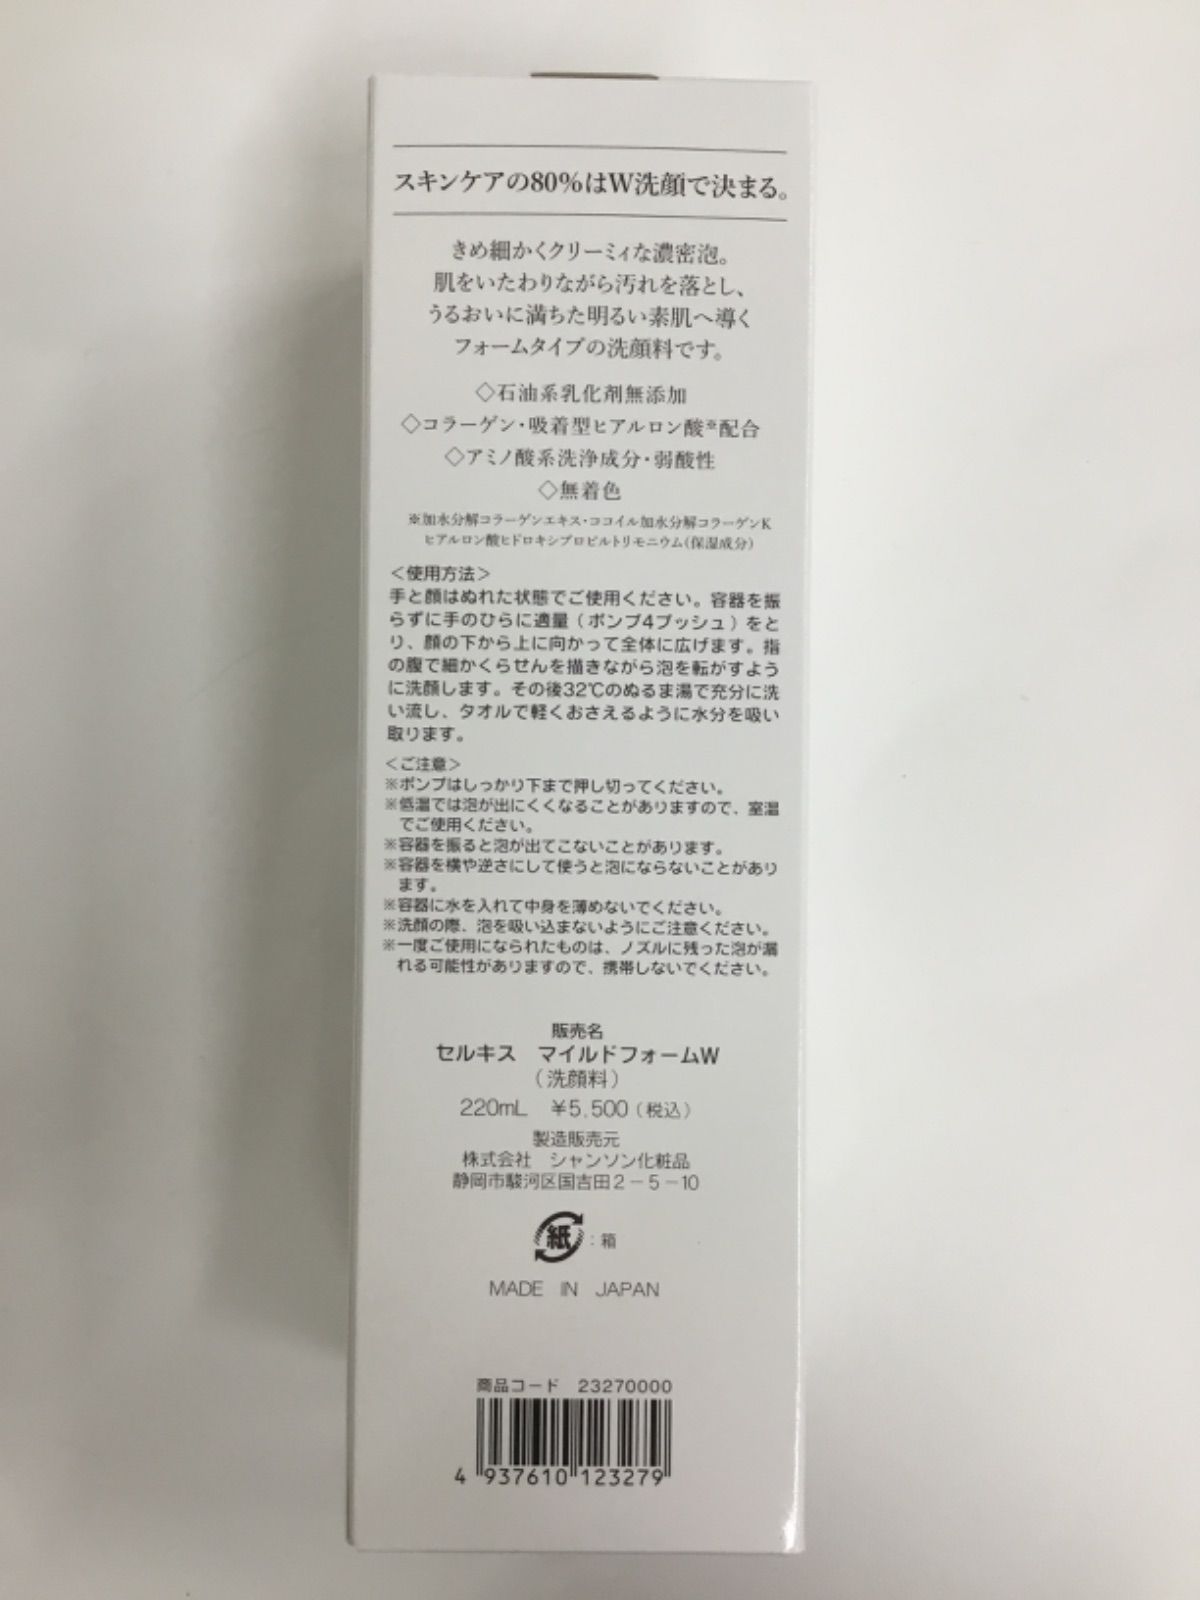 スキンケアの80%はW洗顔で決まる。
きめ細かくクリーミィな濃密泡。
肌をいたわりながら汚れを落とし、
うるおいに満ちた明るい素肌へ導く
フォームタイプの洗顔料です。
◇石油系乳化剤無添加
◇コラーゲン・吸着型ヒアルロン酸※配合
◇アミノ酸系洗浄成分・弱酸性
◇無着色
※加水分解コラーゲンエキス・ココイル加水分解コラーゲンK
ヒアルロン酸ヒドロキシプロピルトリモニウム(保湿成分)
＜使用方法＞
手と顔はぬれた状態でご使用ください。容器を振
らずに手のひらに適量（ポンプ4プッシュ）をと
り、顔の下から上に向かって全体に広げます。指
の腹で細かくらせんを描きながら泡を転がすよう
に洗顔します。その後32℃のぬるま湯で充分に洗
い流し、タオルで軽くおさえるように水分を吸い
取ります。
＜ご注意＞
※ポンプはしっかり下まで押し切ってください。
※低温では泡が出にくくなることがありますので、室温
でご使用ください。
※容器を振ると泡が出てこないことがあります。
※容器を横や逆さにして使うと泡にならないことがあり
ます。
※容器に水を入れて中身を薄めないでください。
※洗顔の際、泡を吸い込まないようにご注意ください。
※一度ご使用になられたものは、ノズルに残った泡が漏
れる可能性がありますので、携帯しないでください。
販売名
セルキス　マイルドフォームW
（洗顔料）
220mL　¥5,500（税込）
製造販売元
株式会社　シャンソン化粧品
静岡市駿河区国吉田2－5－10
紙：箱
MADE IN JAPAN
商品コード　23270000
4 937610 123279